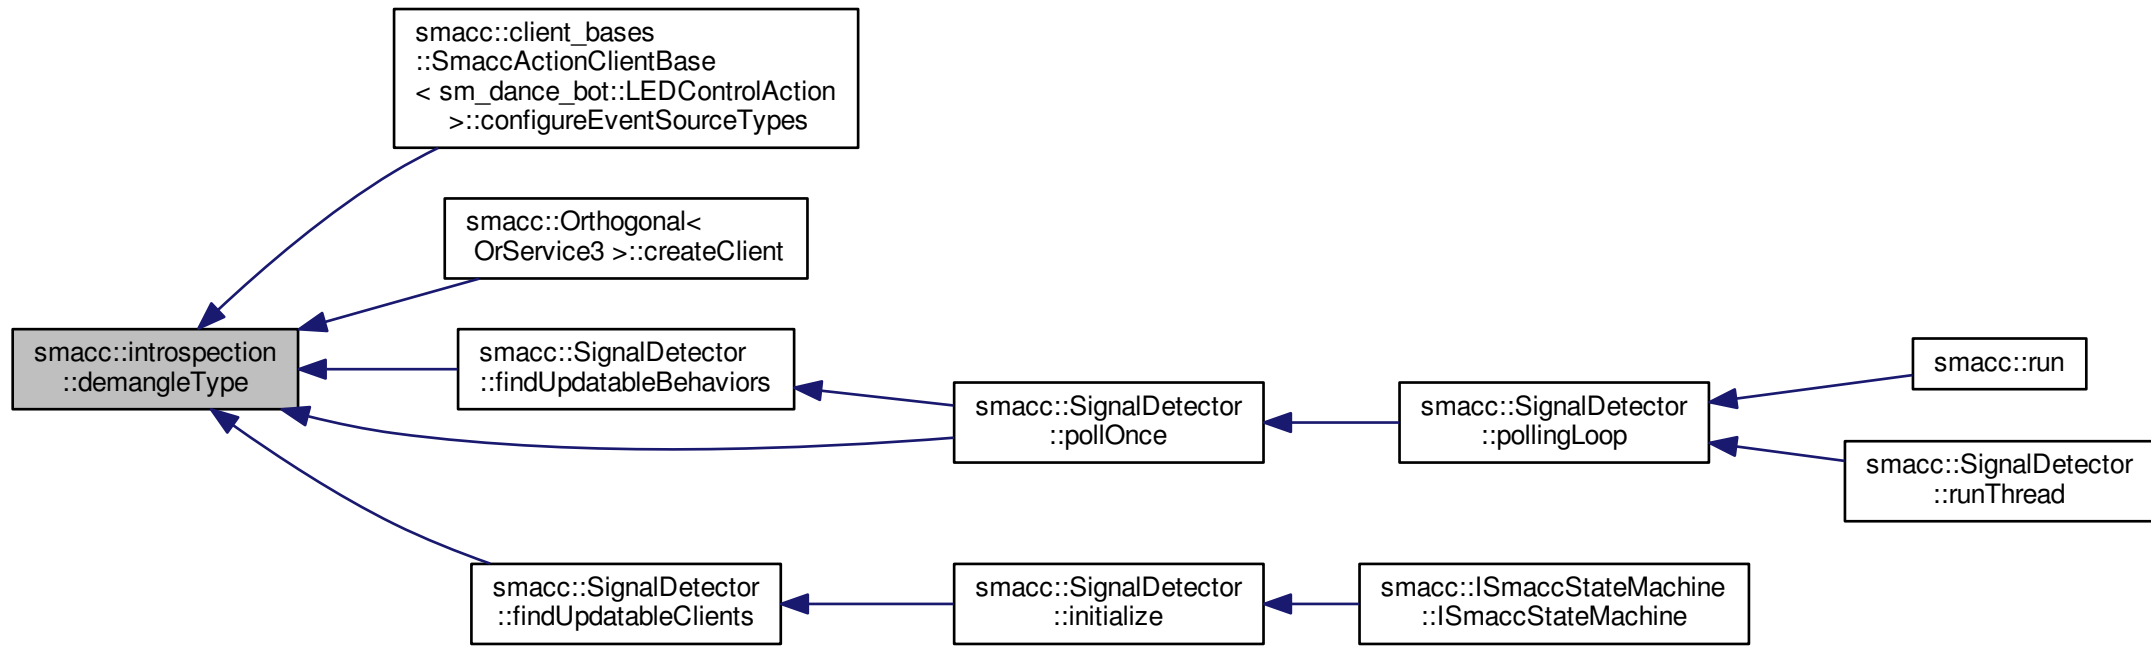 smacc::client_bases
::SmaccActionClientBase
< sm_dance_bot::LEDControlAction
>::configureEventSourceTypes
smacc::Orthogonal<
OrService3 >::createClient
smacc::introspection
::demangleType
smacc::SignalDetector
::findUpdatableBehaviors
smacc::SignalDetector
::pollOnce
smacc::SignalDetector
::pollingLoop
smacc::run
smacc::SignalDetector
::runThread
smacc::SignalDetector
::findUpdatableClients
smacc::SignalDetector
::initialize
smacc::ISmaccStateMachine
::ISmaccStateMachine